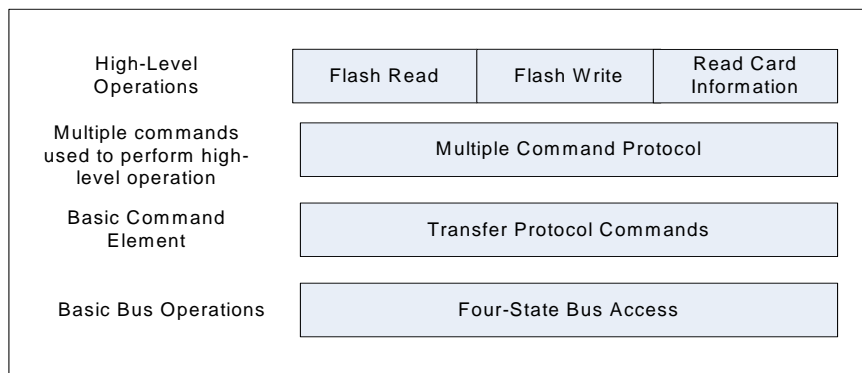 High-Level
Operations
Flash Read
Flash Write
Read Card
Information
Multiple commands
used to perform high-
level operation
Multiple Command Protocol
Basic Command
Element
Transfer Protocol Commands
Basic Bus Operations
Four-State Bus Access